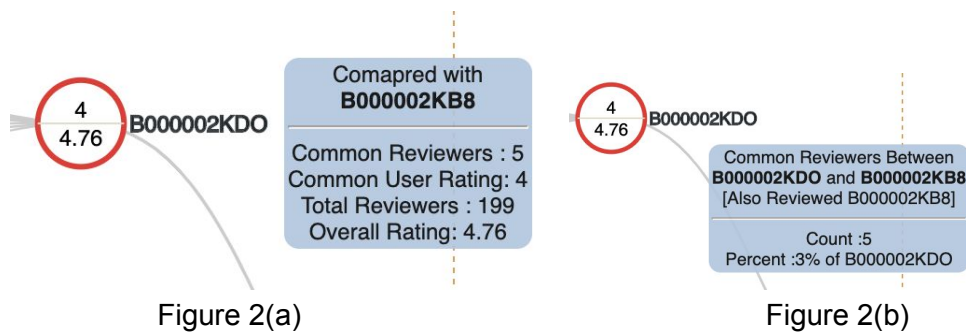 4
4.76
B000002KDO
Comapred with
B000002KB8
Common Reviewers : 5
Common User Rating: 4
Total Reviewers : 199
Overall Rating: 4.76
Figure 2(a)
4
4.76
B000002KDO
Common Reviewers Between
B000002KDO and B000002KB8
[Also Reviewed B000002KB8]
Count :5
Percent :3% of B000002KDO
Figure 2(b)